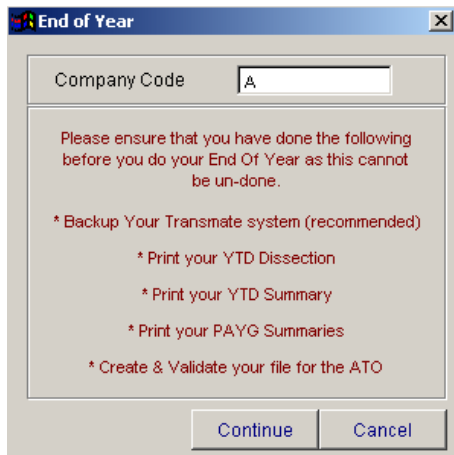 End of Year
Company Code
A
Please ensure that you have done the following
before you do your End Of Year as this cannot
be un-done.
* Backup Your Transmate system (recommended)
* Print your YTD Dissection
* Print your YTD Summary
* Print your PAYG Summaries
* Create & Validate your file for the ATO
Continue Cancel